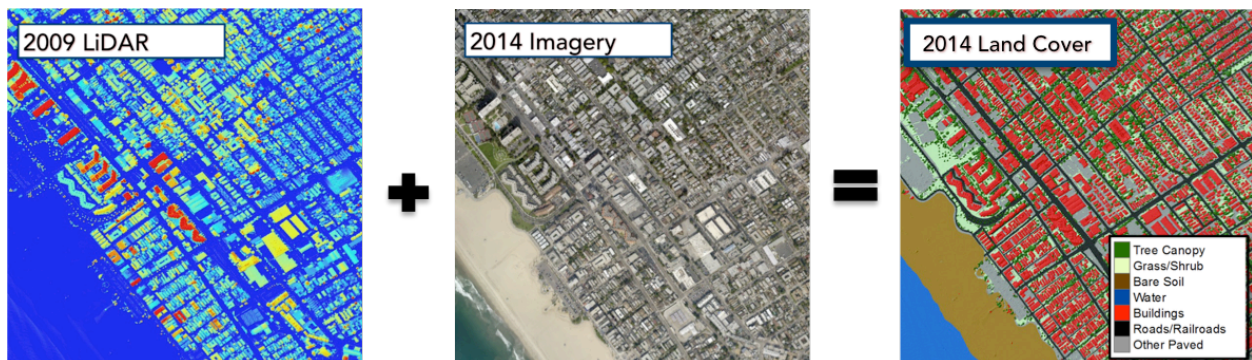 2009 LiDAR
2014 Imagery
2014 Land Cover
Tree Canopy
Grass/Shrub
Bare Soil
Water
Buildings
Roads/Railroads
Other Paved